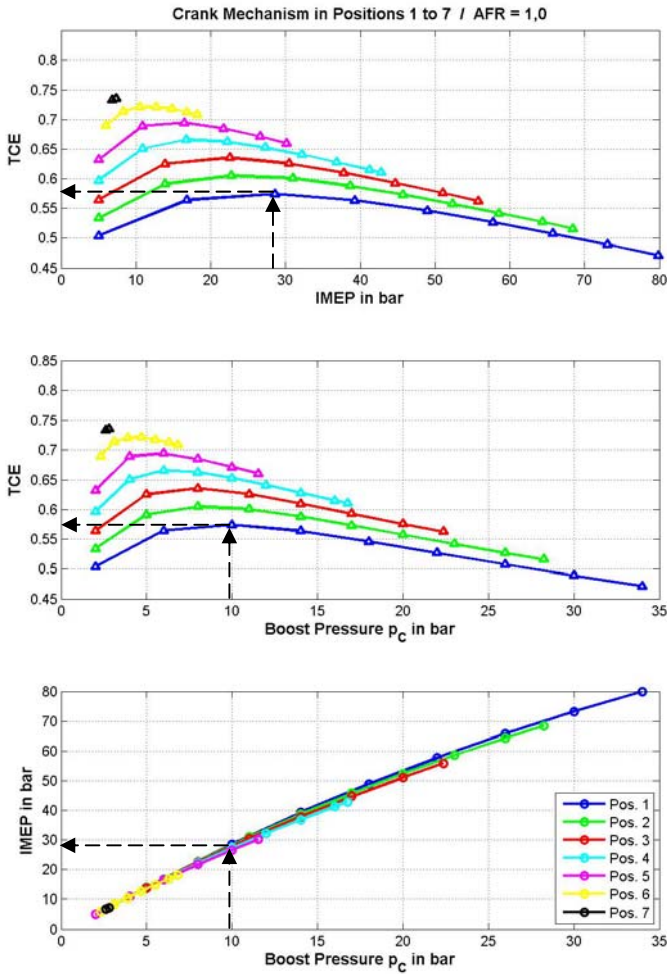 Crank Mechanism in Positions 1 to 7 / AFR = 1,0
0.8
0.75
0.7
0.65
0.6
0.55
0.5
0.45
TCE
0 10 20 30 40 50 60 70 80
IMEP in bar
0.85
0.8
0.75
0.7
0.65
0.6
0.55
0.5
0.45
TCE
0 5 10 15 20 25 30 35
Boost Pressure pC in bar
80
70
60
50
40
30
20
10
0
IMEP in bar
Pos. 1
Pos. 2
Pos. 3
Pos. 4
Pos. 5
Pos. 6
Pos. 7
0 5 10 15 20 25 30 35
Boost Pressure pC in bar